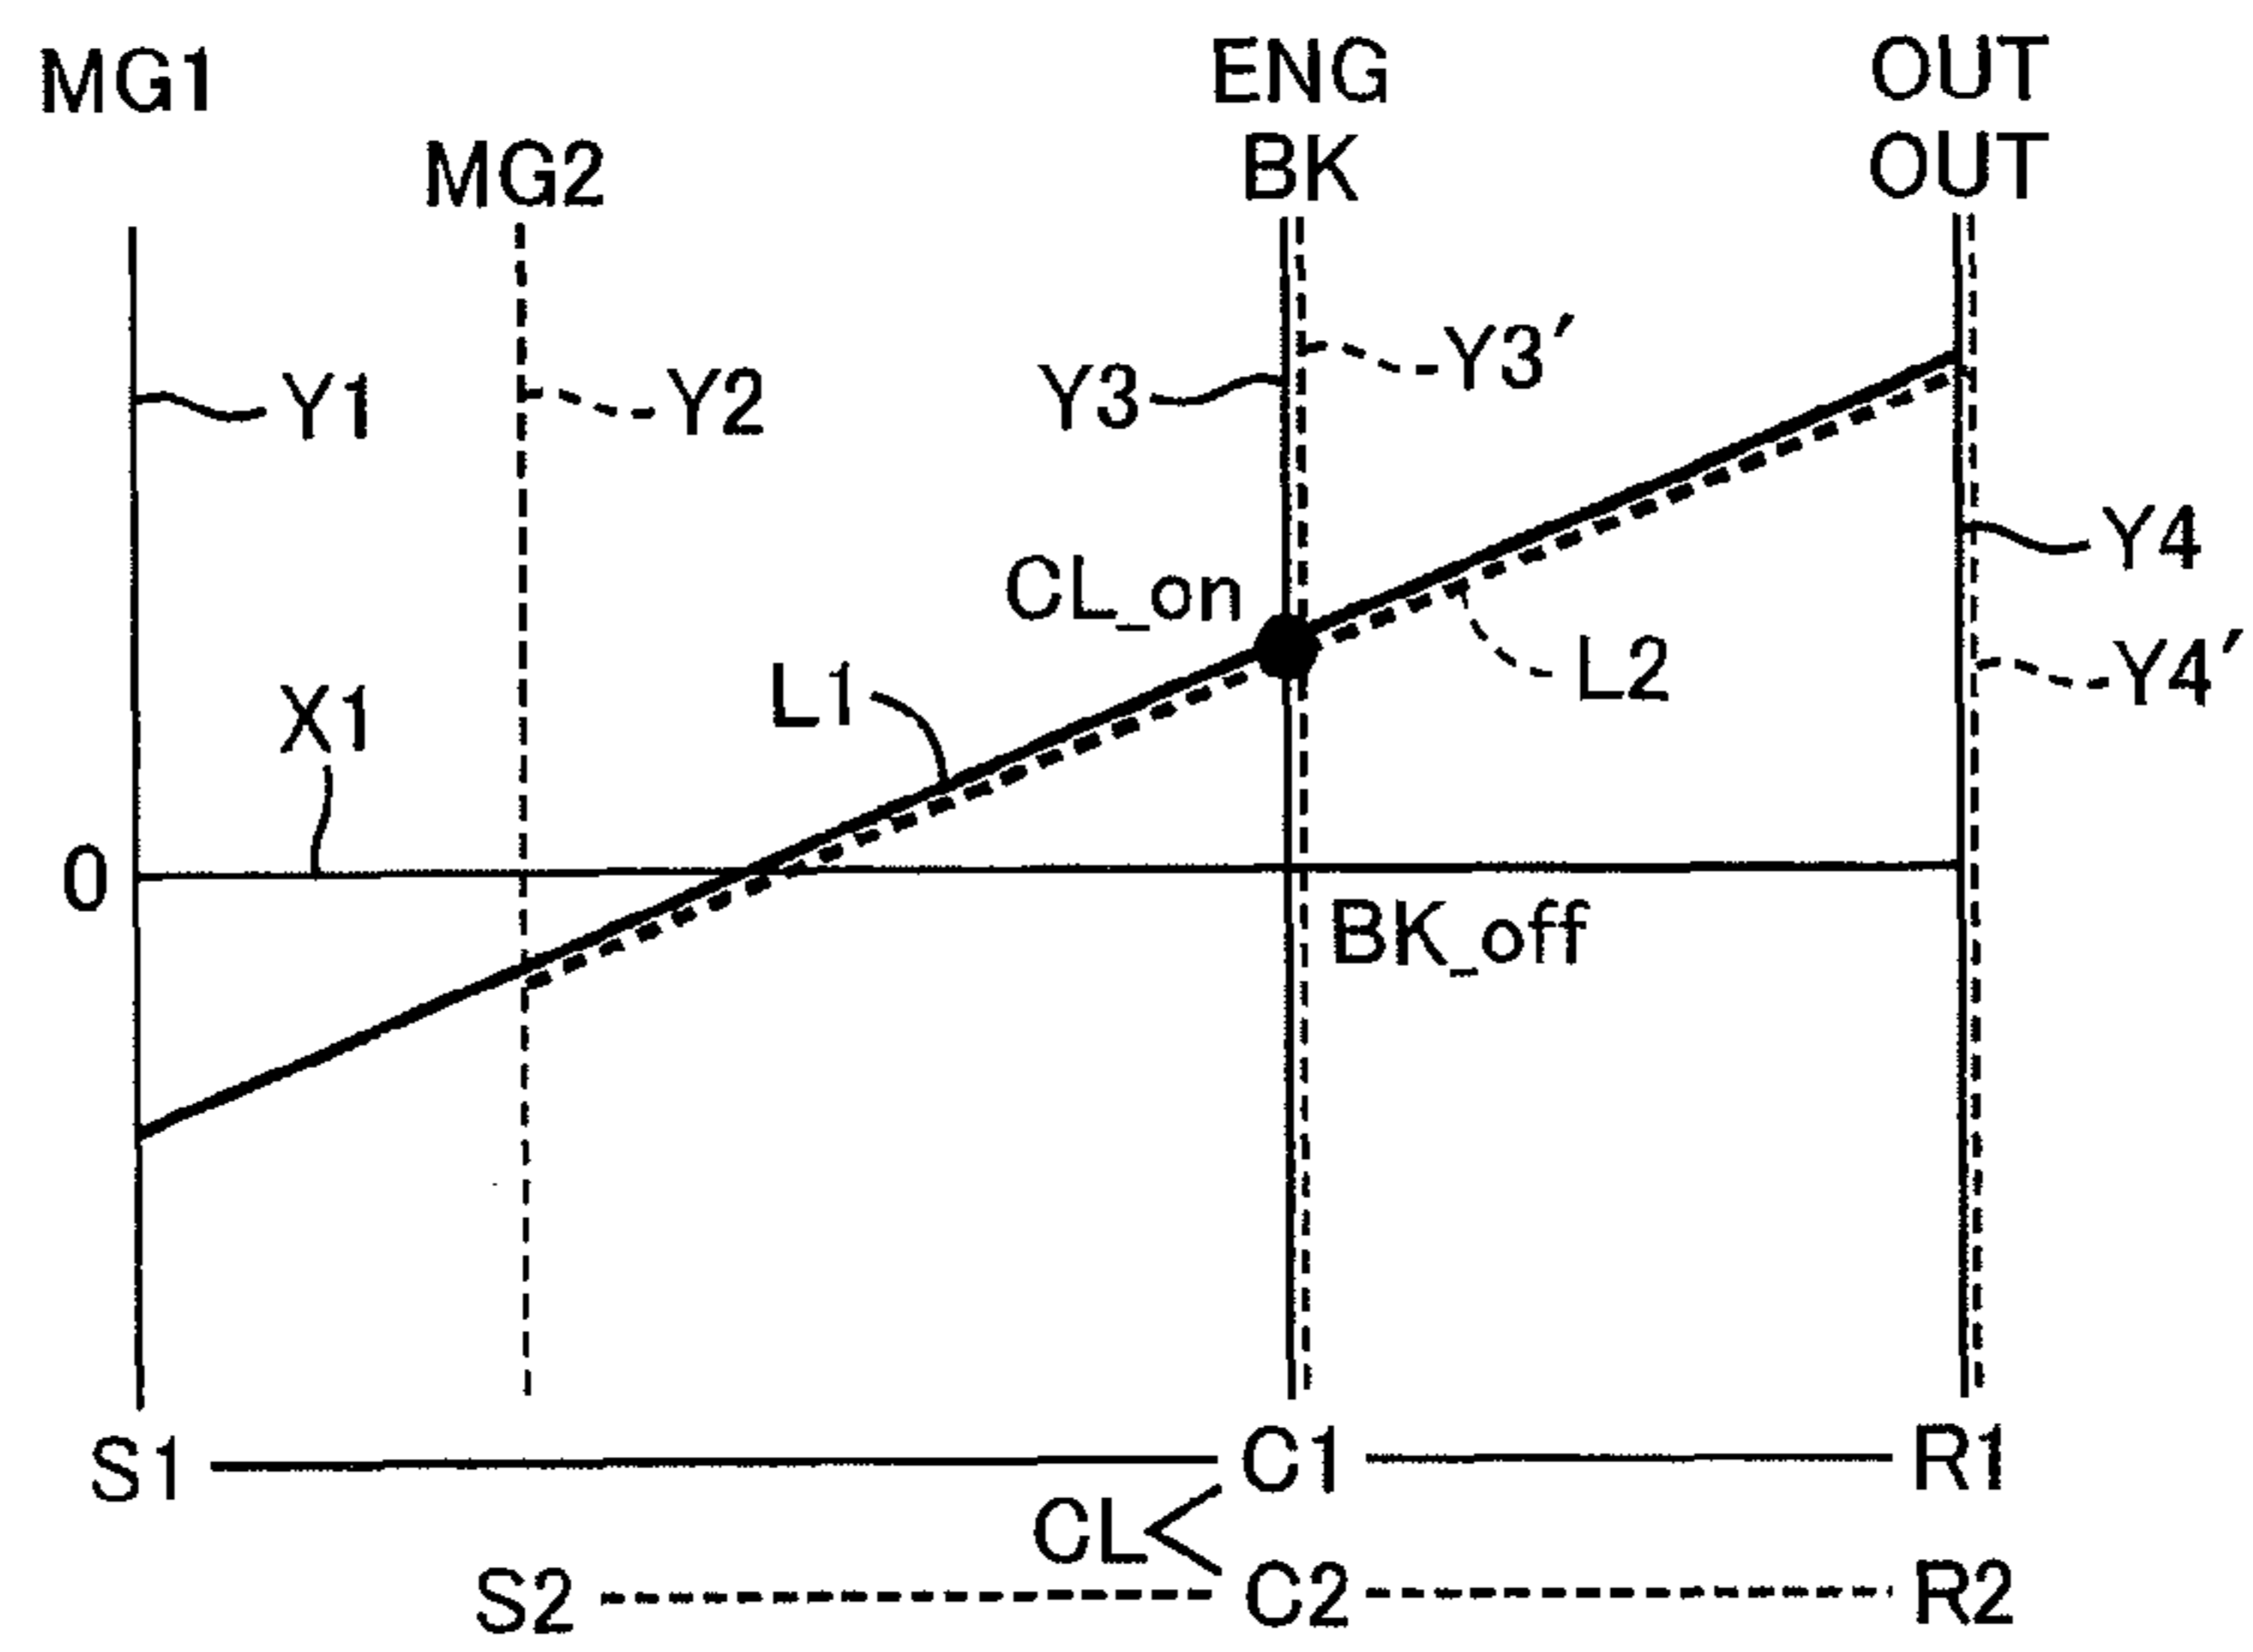 MG1 ENG OUT
MG2 BK OUT
Y1 Y2 Y3 Y3′
Y4
CL_on
L1 L2 Y4′
X1
0
BK_off
S1 C1 R1
CL
S2 C2 R2